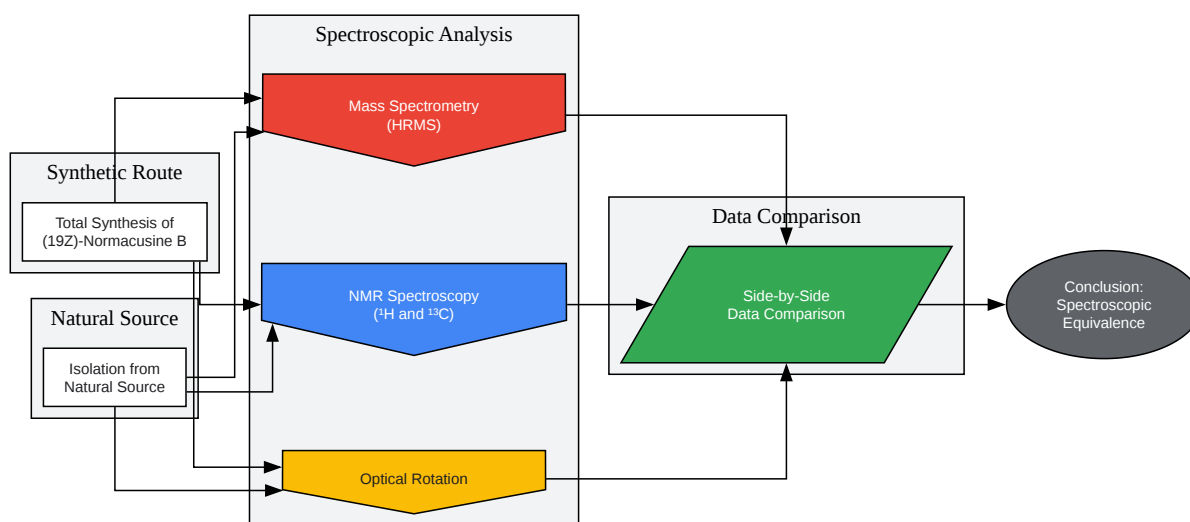 Spectroscopic Analysis
Mass Spectrometry
(HRMS)
Synthetic Route
Total Synthesis of
(19Z)-Normacusine B
Data Comparison
NMR Spectroscopy
(¹H and ¹³C)
Side-by-Side
Data Comparison
Conclusion:
Spectroscopic
Equivalence
Natural Source
Isolation from
Natural Source
Optical Rotation